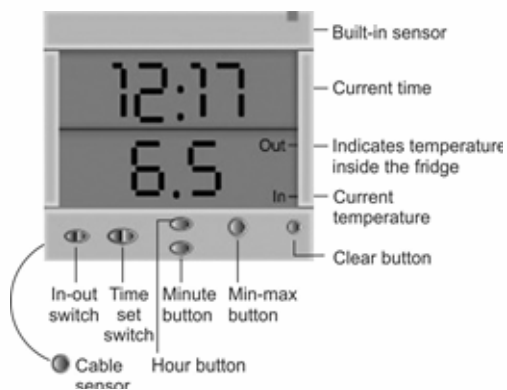 Built-in sensor
12:17
Current time
Out
Indicates temperature
inside the fridge
6.5
In
Current
temperature
Clear button
In-out
switch
Time
set
switch
Minute
button
Min-max
button
Cable
sensor
Hour button